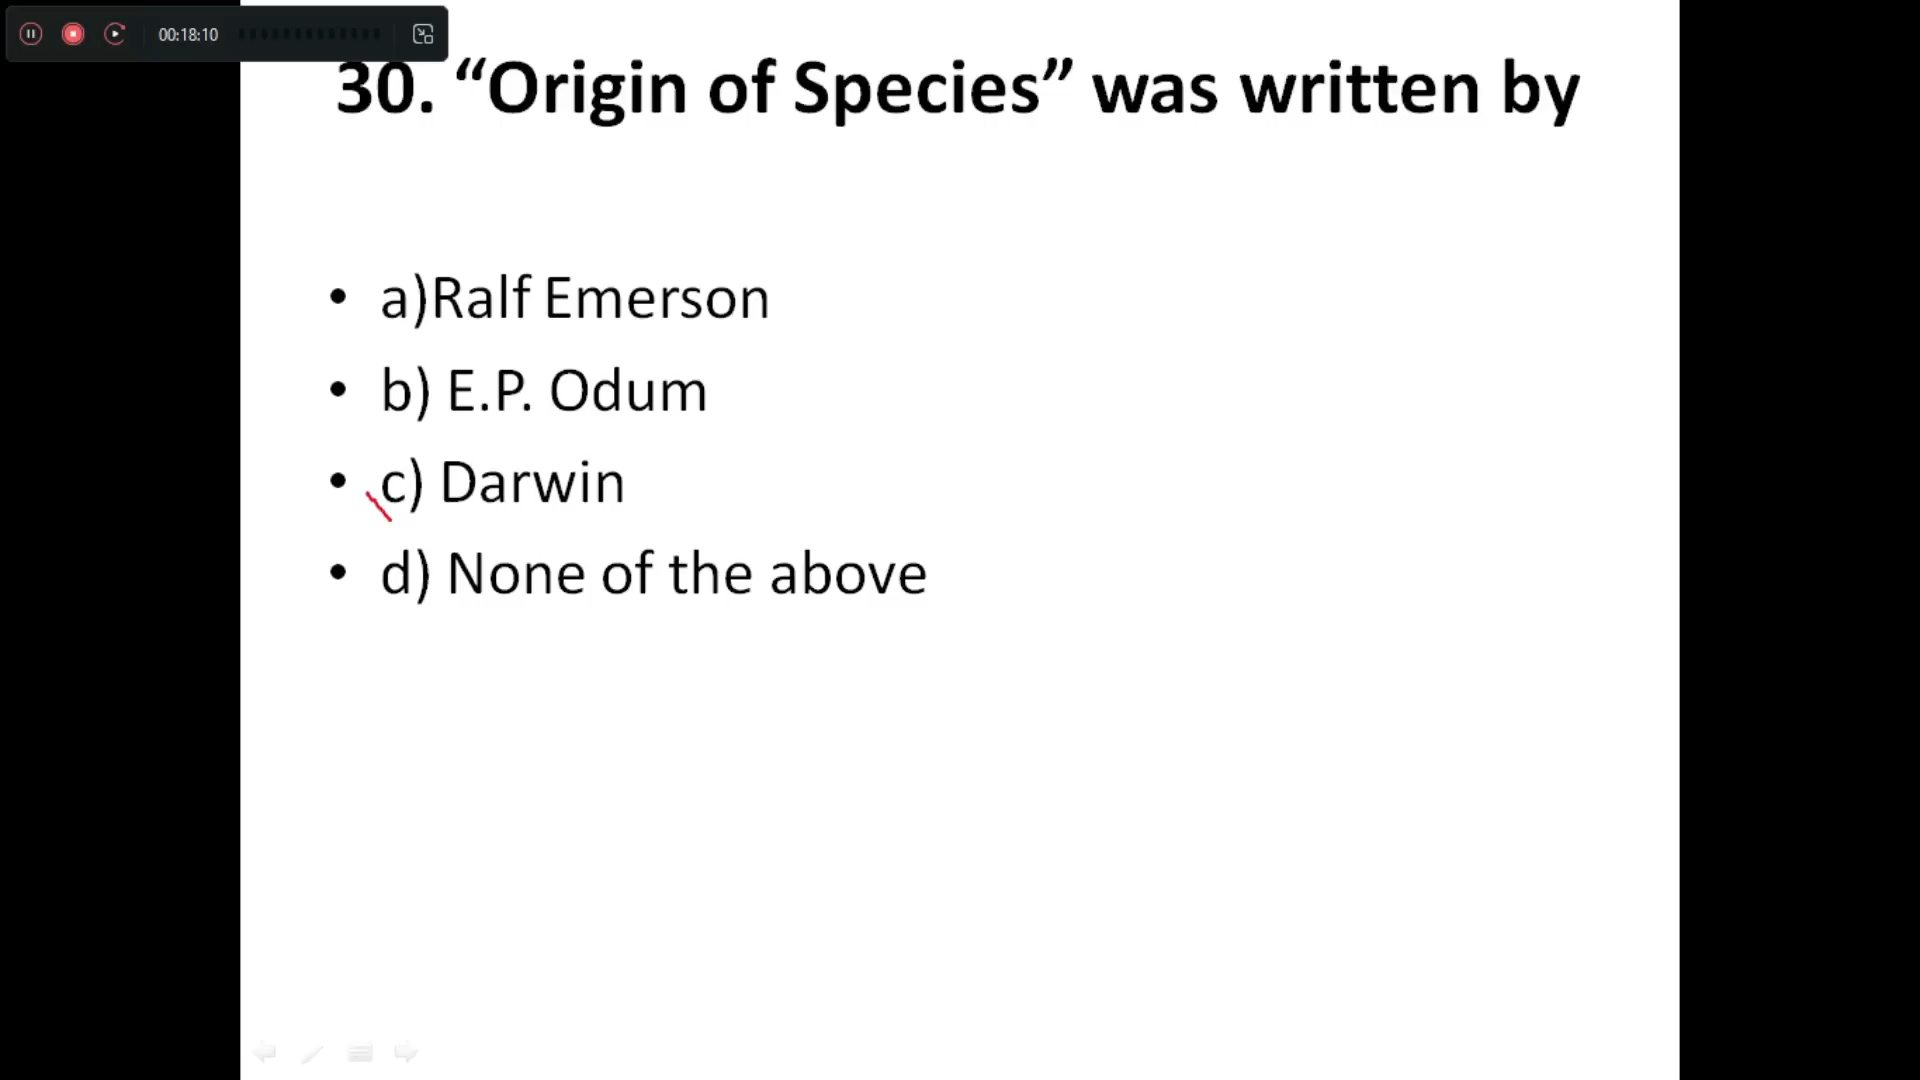 00:18:10
30. “Origin of Species” was written by
• a)Ralf Emerson
• b) E.P. Odum
• c) Darwin
• d) None of the above